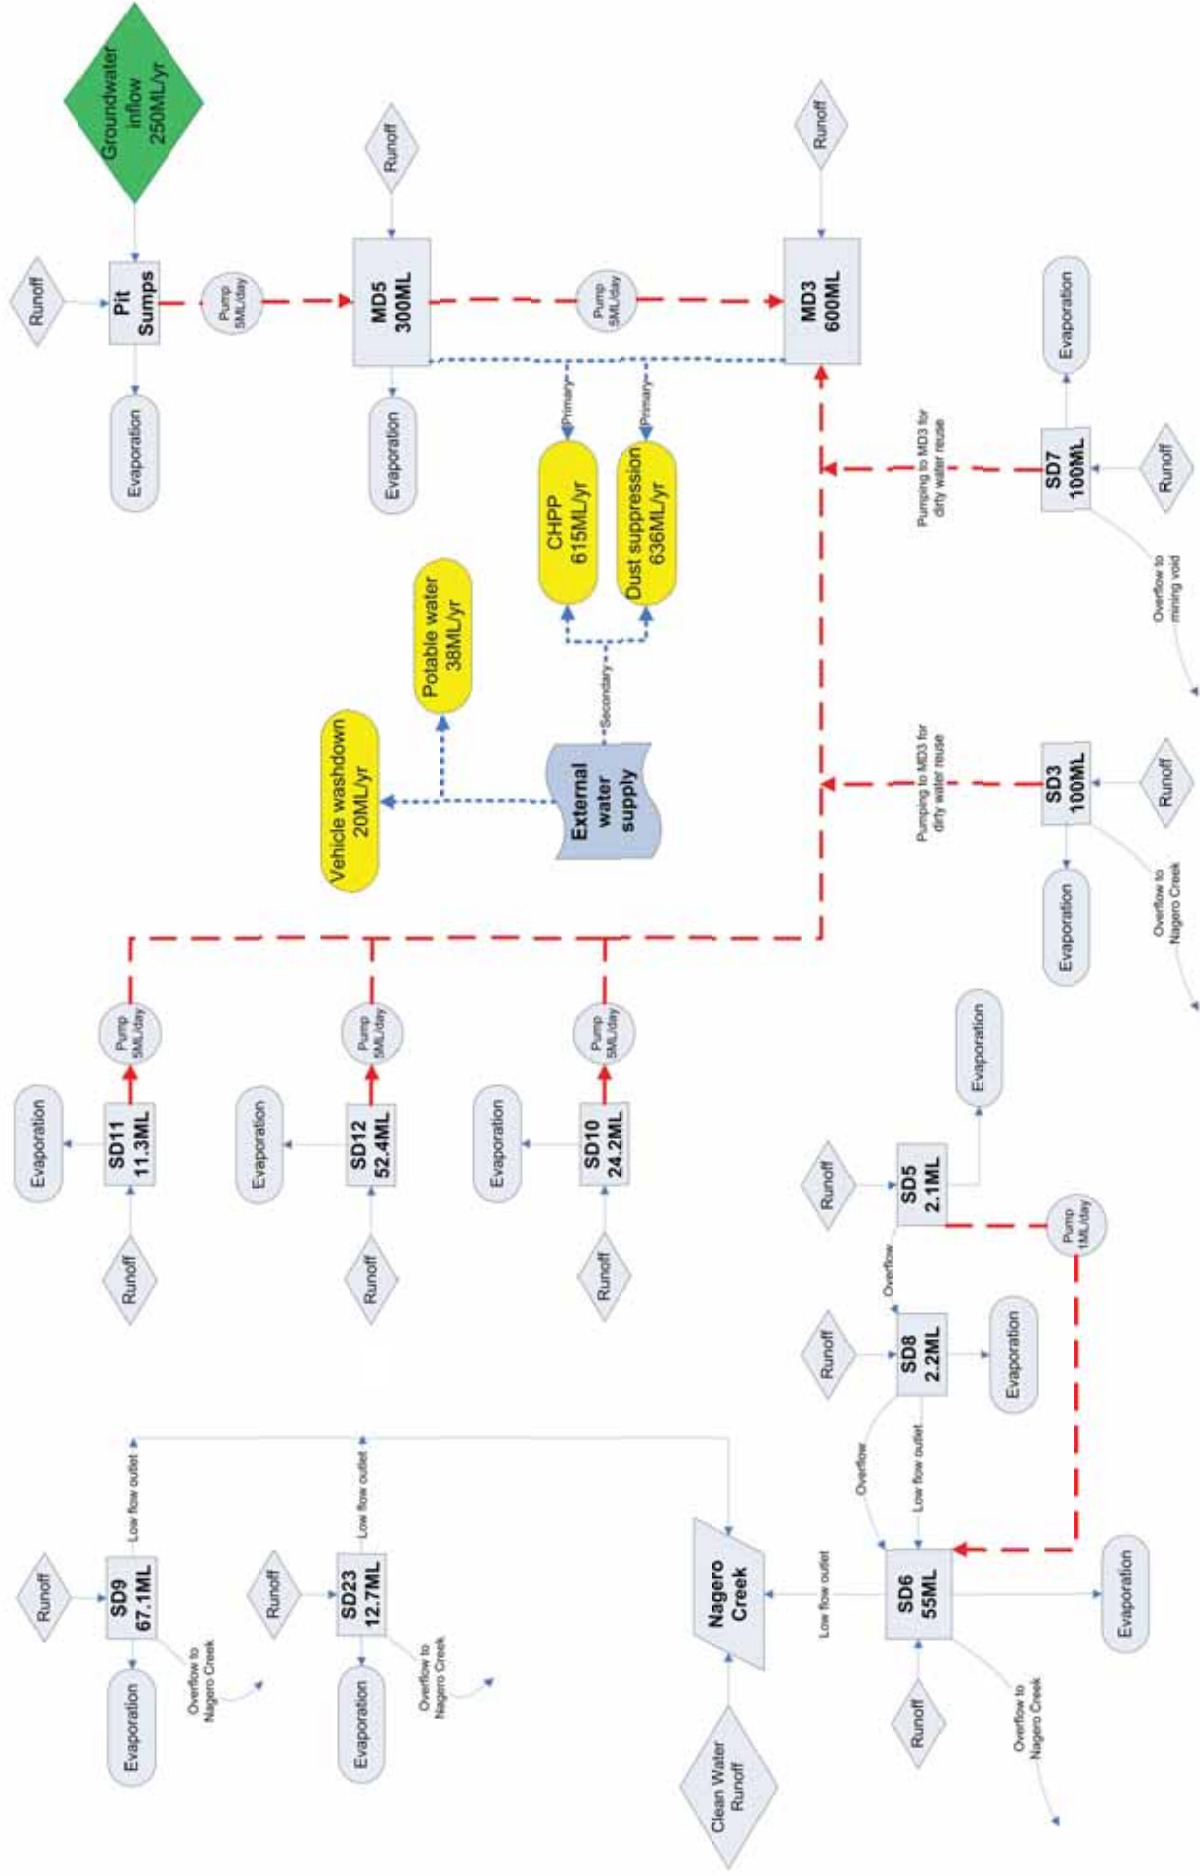 Runoff
SD9
67.1ML
Low flow outlet
Evaporation
Overflow to
Nagero Creek
Runoff
SD23
12.7ML
Low flow outlet
Evaporation
Overflow to
Nagero Creek
Clean Water
Runoff
Nagero
Creek
Low flow outlet
Runoff
SD6
55ML
Evaporation
Overflow to
Nagero Creek
Overflow
Low flow outlet
Runoff
SD8
2.2ML
Evaporation
Overflow
Runoff
SD5
2.1ML
Evaporation
Pump
1ML/day
Evaporation
Runoff
SD11
11.3ML
Pump
5ML/day
Evaporation
Runoff
SD12
52.4ML
Pump
5ML/day
Evaporation
Runoff
SD10
24.2ML
Pump
5ML/day
Vehicle washdown
20ML/yr
Potable water
38ML/yr
External
water
supply
Secondary
CHPP
615ML/yr
Primary
Dust suppression
636ML/yr
Primary
Pumping to MD3 for
dirty water reuse
SD3
100ML
Evaporation
Runoff
Overflow to
Nagero Creek
Pumping to MD3 for
dirty water reuse
SD7
100ML
Evaporation
Runoff
Overflow to
mining void
Runoff
Evaporation
Pit
Sumps
Groundwater
inflow
250ML/yr
Pump
5ML/day
Evaporation
MD5
300ML
Runoff
Pump
5ML/day
MD3
600ML
Runoff